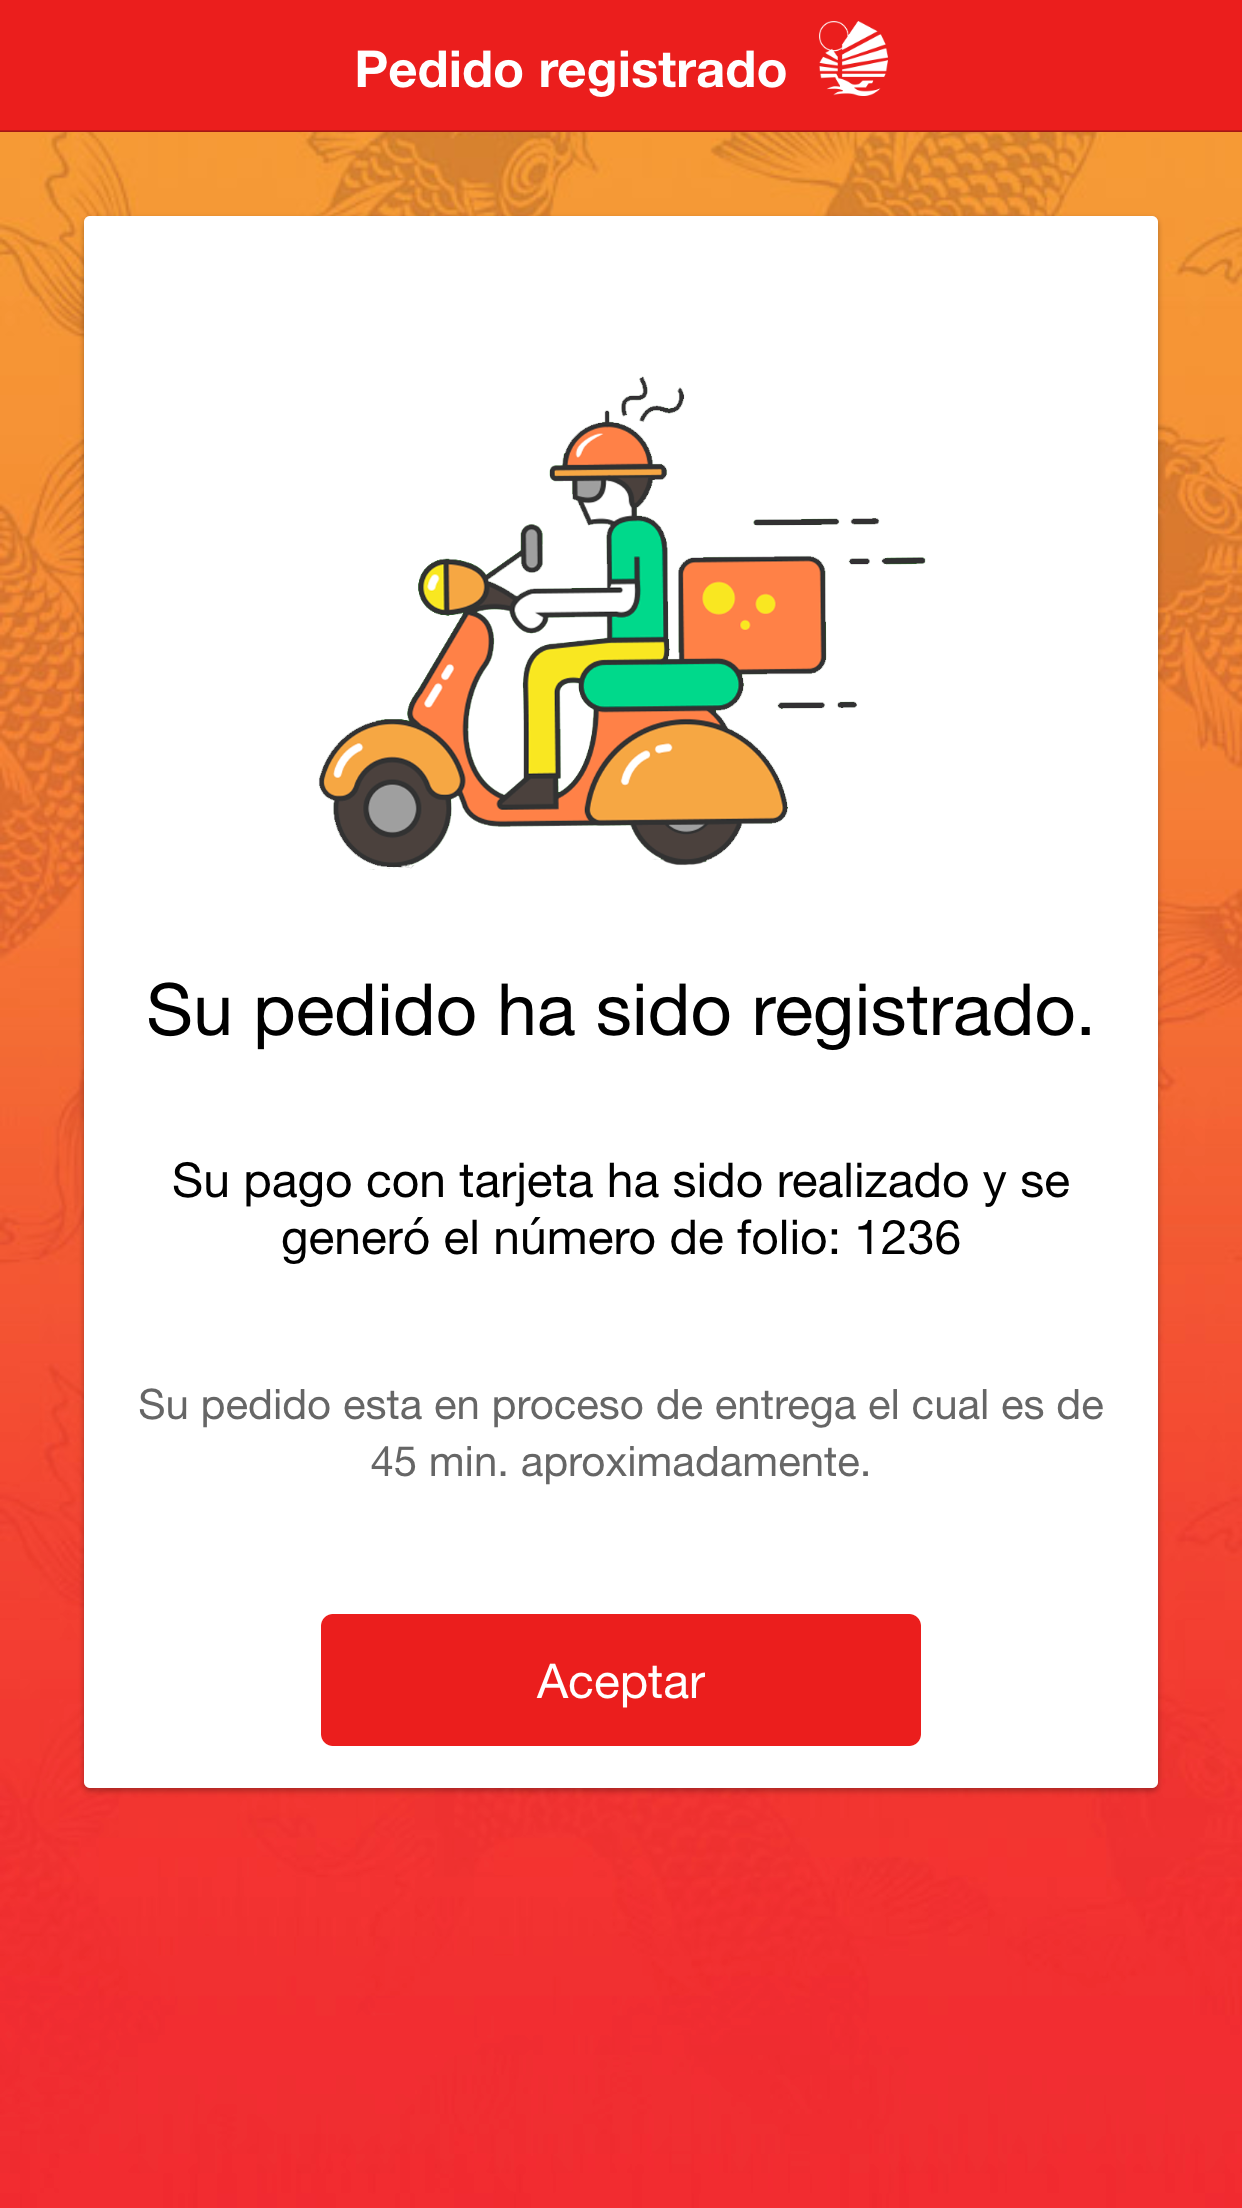 Pedido registrado
Su pedido ha sido registrado.
Su pago con tarjeta ha sido realizado y se
generó el número de folio: 1236
Su pedido esta en proceso de entrega el cual es de
45 min. aproximadamente.
Aceptar